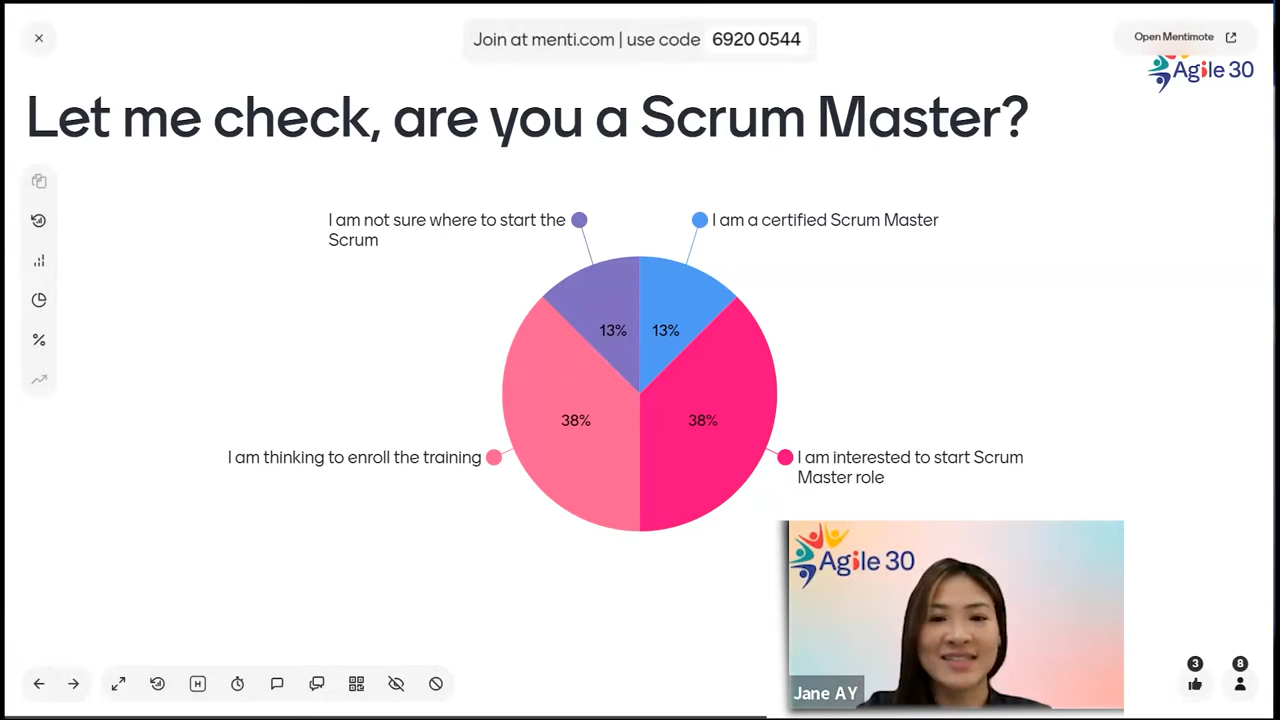 Join at menti.com | use code 6920 0544
Open Mentimote
Agile 30
Let me check, are you a Scrum Master?
I am not sure where to start the
Scrum
I am a certified Scrum Master
13%
13%
38%
38%
I am thinking to enroll the training
I am interested to start Scrum
Master role
Agile 30
Jane AY
H
3
8